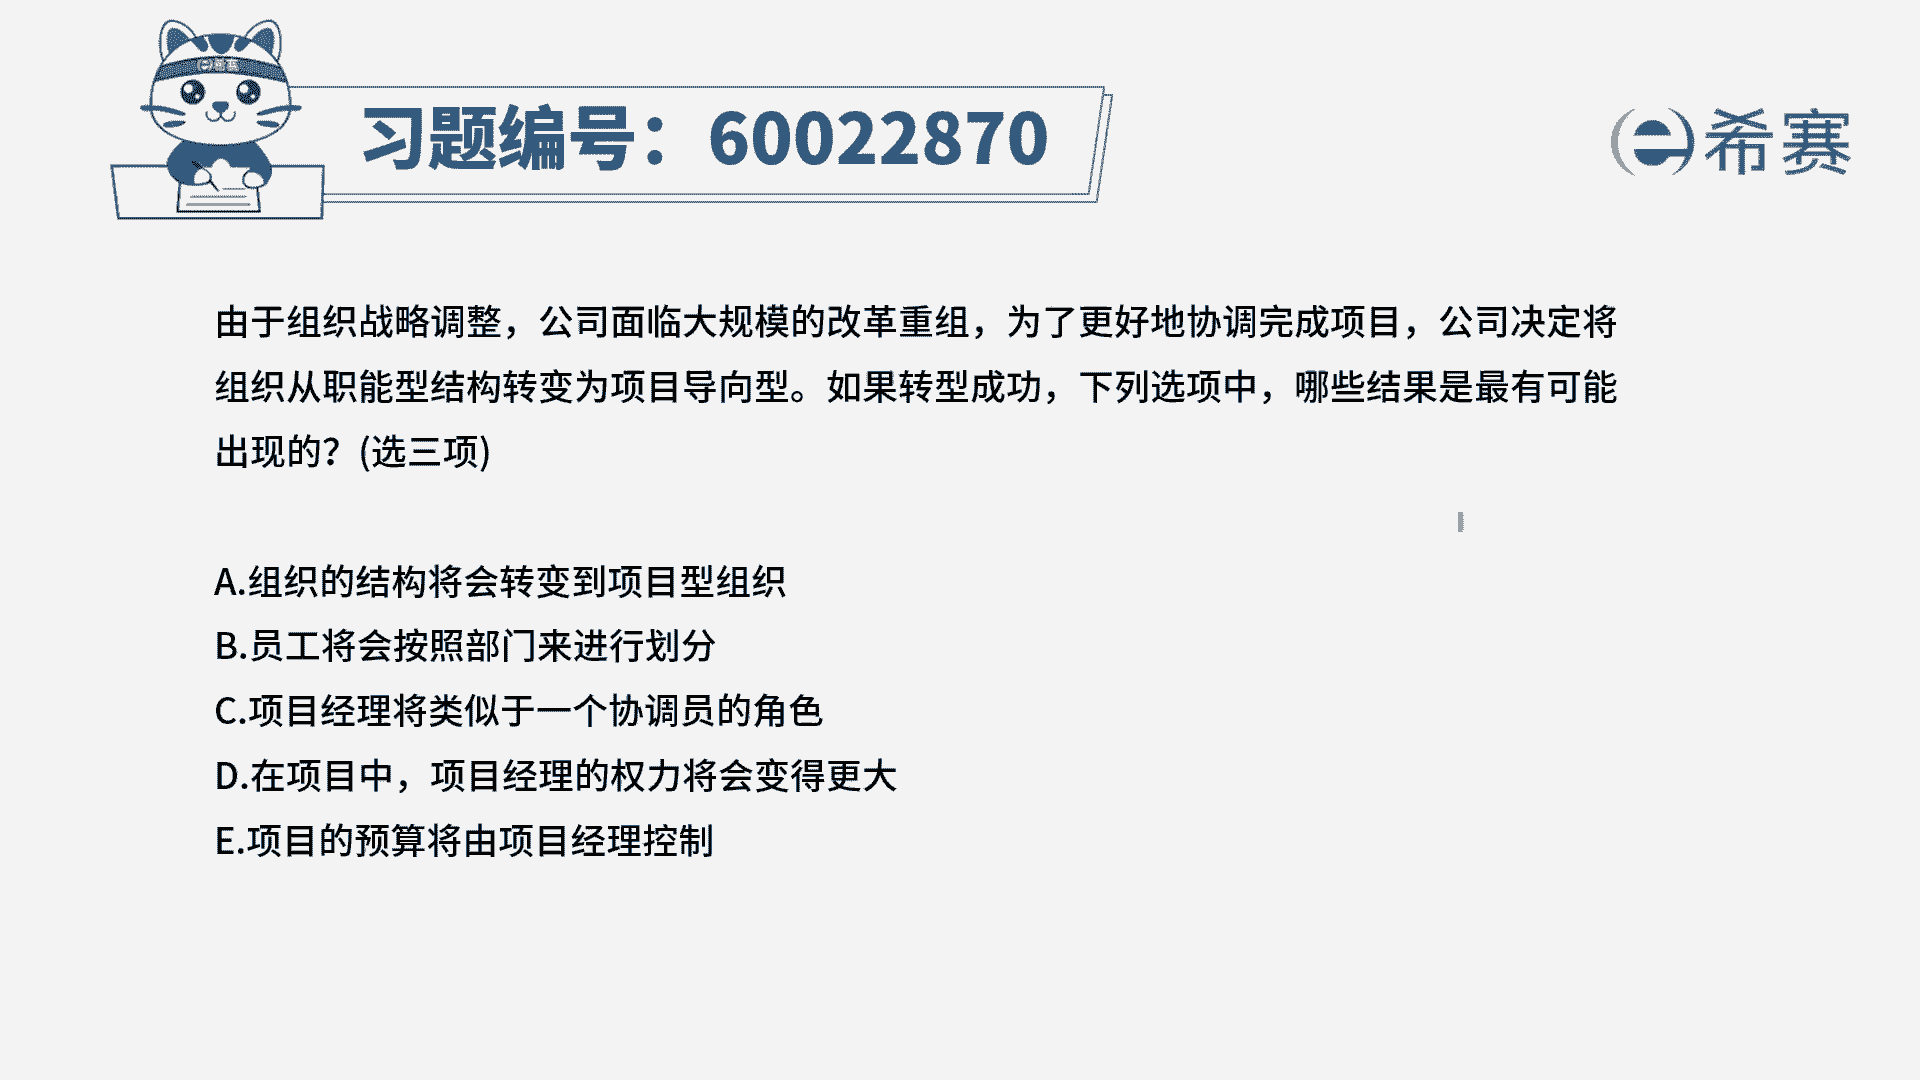 习题编号：60022870
希赛
由于组织战略调整，公司面临大规模的改革重组，为了更好地协调完成项目，公司决定将
组织从职能型结构转变为项目导向型。如果转型成功，下列选项中，哪些结果是最有可能
出现的？(选三项)
A.组织的结构将会转变到项目型组织
B.员工将会按照部门来进行划分
C.项目经理将类似于一个协调员的角色
D.在项目中，项目经理的权力将会变得更大
E.项目的预算将由项目经理控制